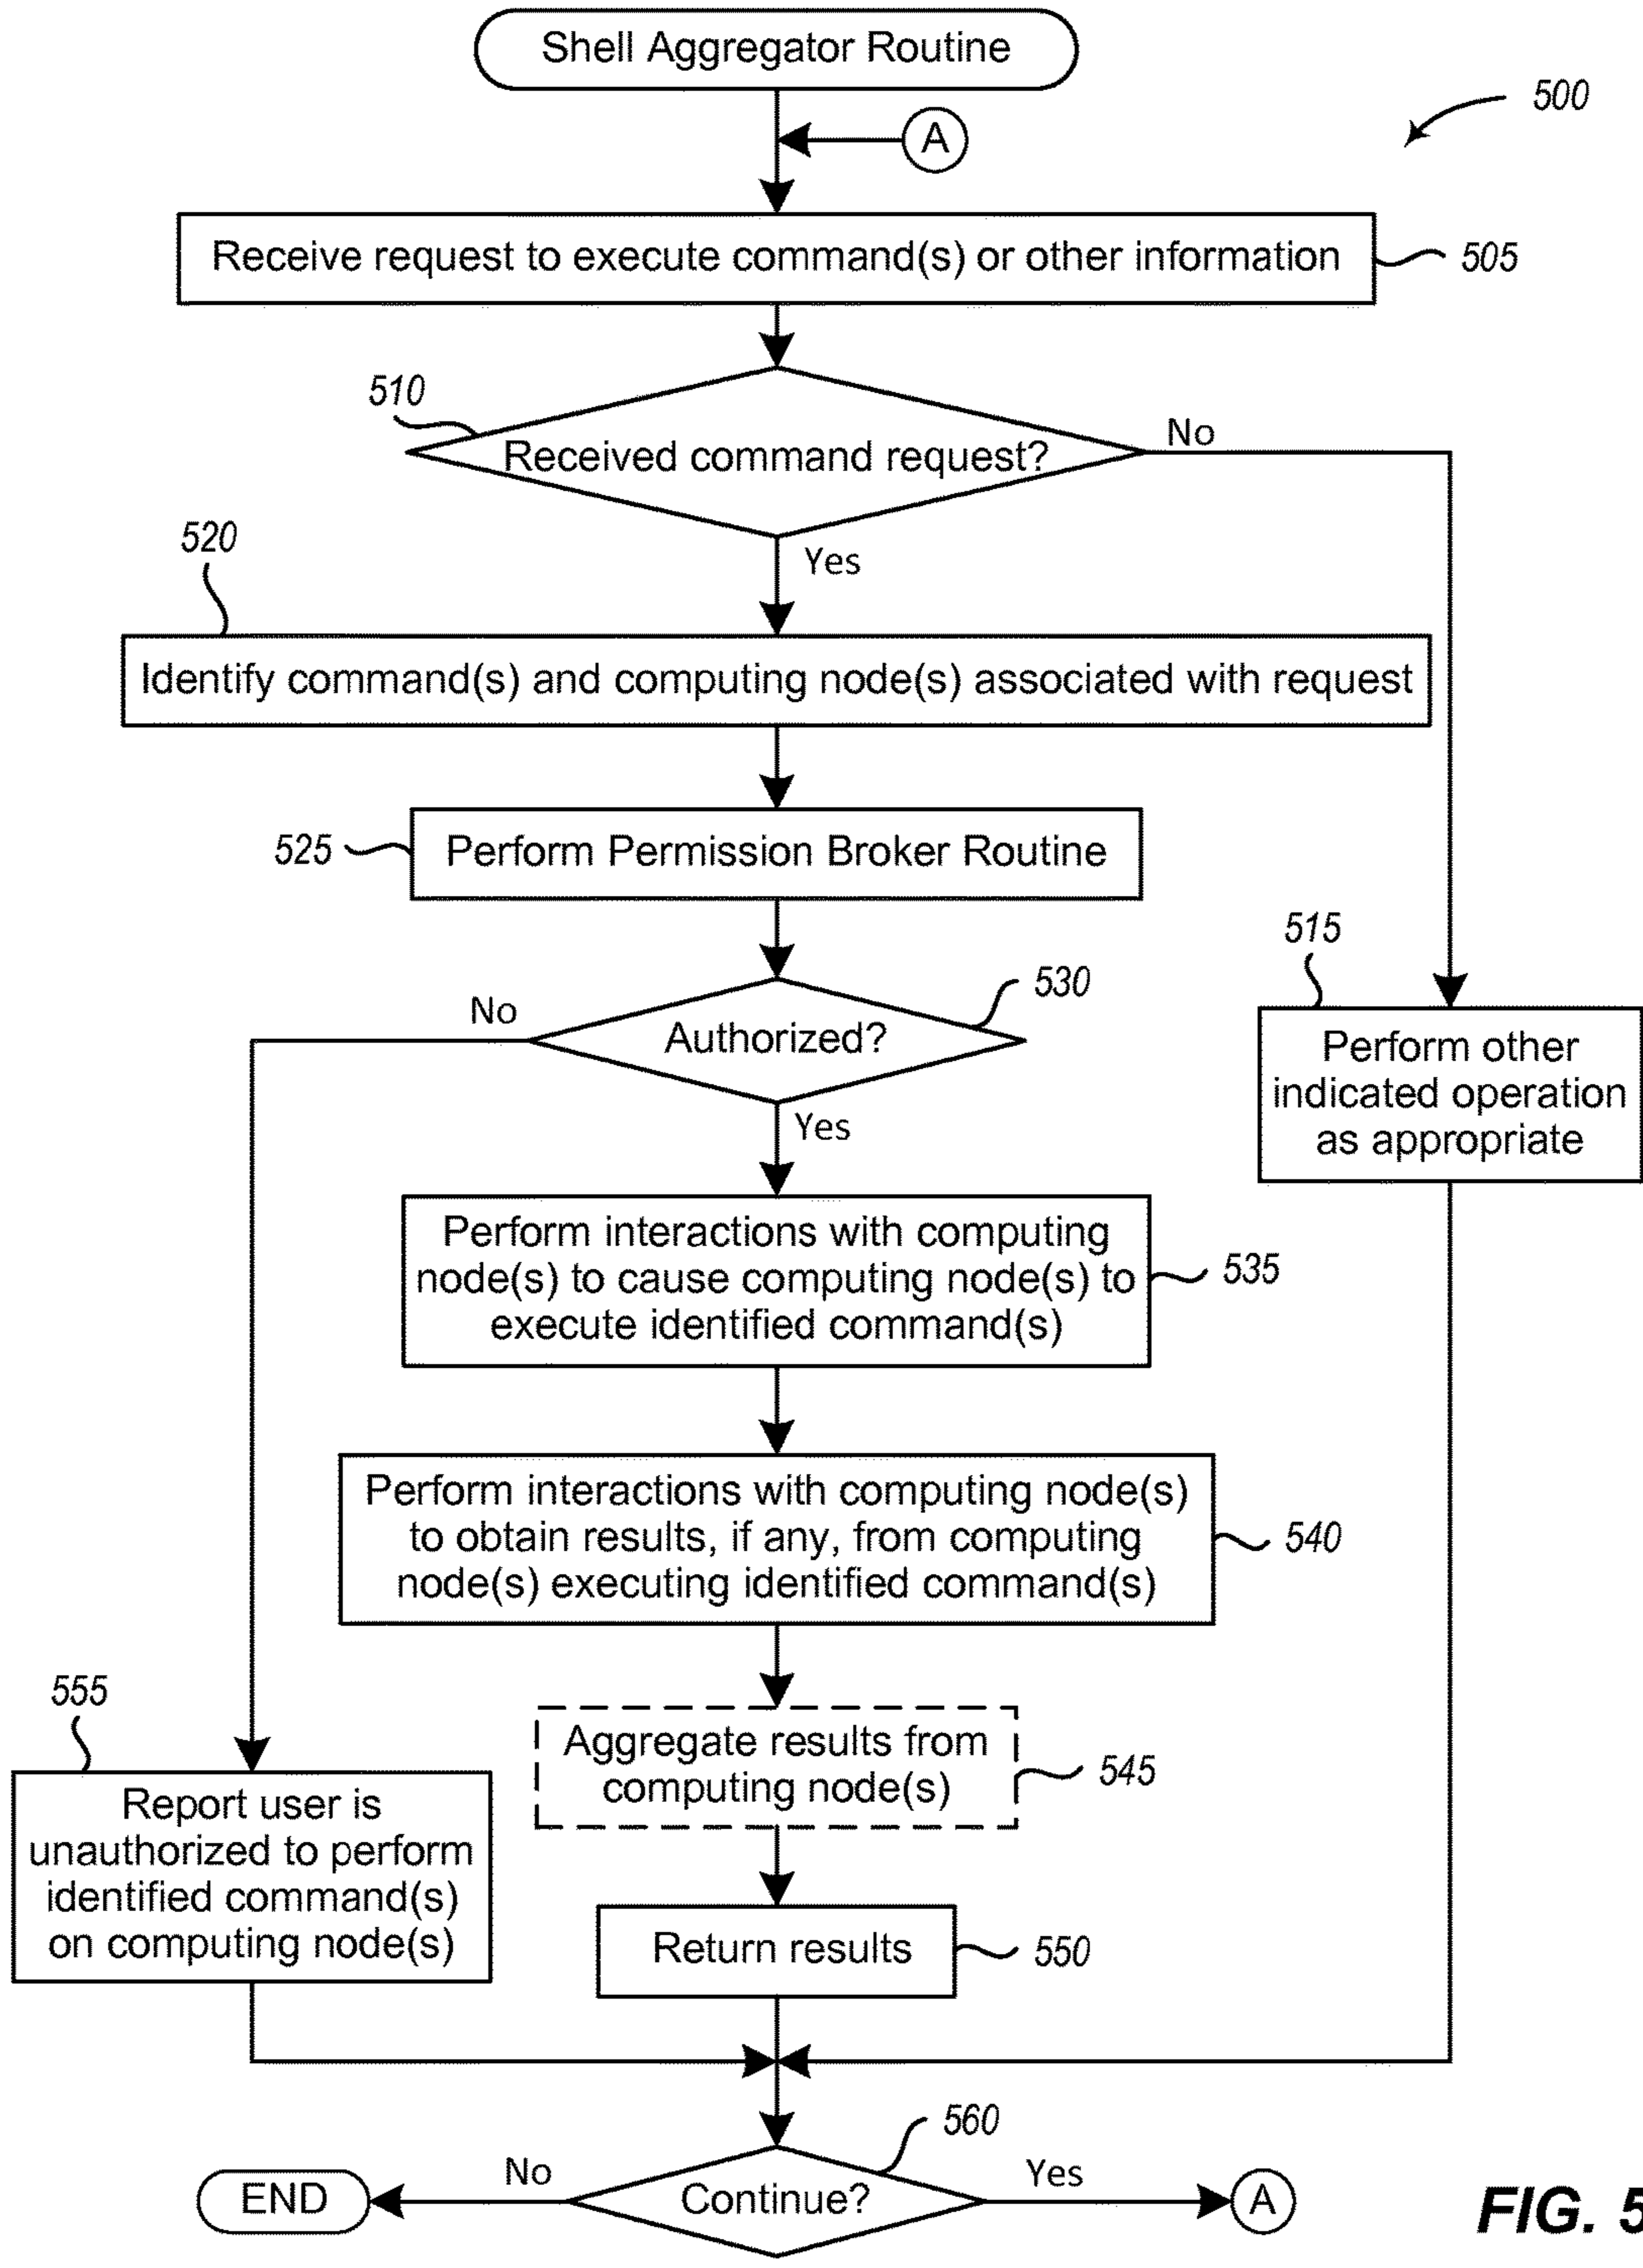 Shell Aggregator Routine
A
500
Receive request to execute command(s) or other information
505
510
Received command request?
No
Yes
520
Identify command(s) and computing node(s) associated with request
525
Perform Permission Broker Routine
515
Perform other
indicated operation
as appropriate
530
No
Authorized?
Yes
Perform interactions with computing
node(s) to cause computing node(s) to
execute identified command(s)
535
Perform interactions with computing node(s)
to obtain results, if any, from computing
node(s) executing identified command(s)
540
555
Report user is
unauthorized to perform
identified command(s)
on computing node(s)
Aggregate results from
computing node(s)
545
Return results
550
560
Continue?
No
END
Yes
A
FIG. 5